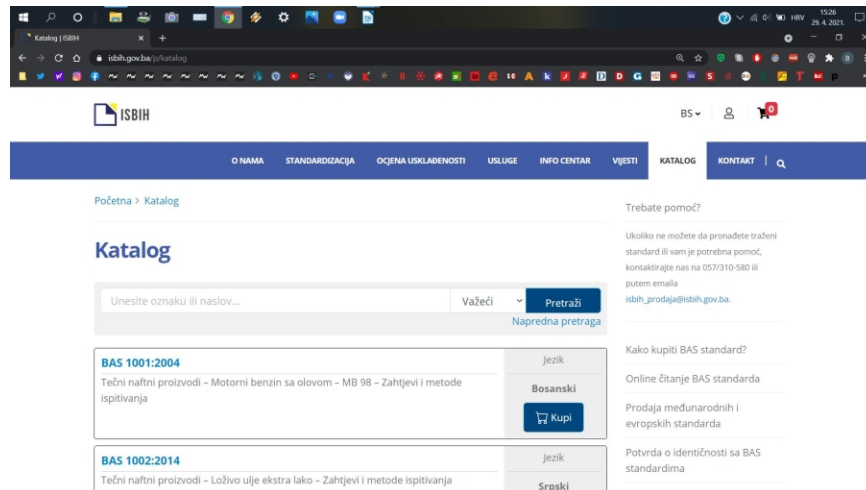 15:26
HRV
29. 4. 2021.
Katalog | ISBIH
isbih.gov.ba/p/katalog
ISBIH
BS
0
O NAMA STANDARDIZACIJA OCJENA USKLAĐENOSTI USLUGE INFO CENTAR VIJESTI KATALOG KONTAKT
Početna > Katalog
Katalog
Unesite oznaku ili naslov...
Važeći
Pretraži
Napredna pretraga
BAS 1001:2004
Tečni naftni proizvodi – Motorni benzin sa olovom – MB 98 – Zahtjevi i metode
ispitivanja
Jezik
Bosanski
Kupi
BAS 1002:2014
Tečni naftni proizvodi – Loživo ulje ekstra lako – Zahtjevi i metode ispitivanja
Jezik
Srpski
Trebate pomoć?
Ukoliko ne možete da pronađete traženi
standard ili vam je potrebna pomoć,
kontaktirajte nas na 057/310-580 ili
putem emaila
isbih_prodaja@isbih.gov.ba.
Kako kupiti BAS standard?
Online čitanje BAS standarda
Prodaja međunarodnih i
evropskih standarda
Potvrda o identičnosti sa BAS
standardima